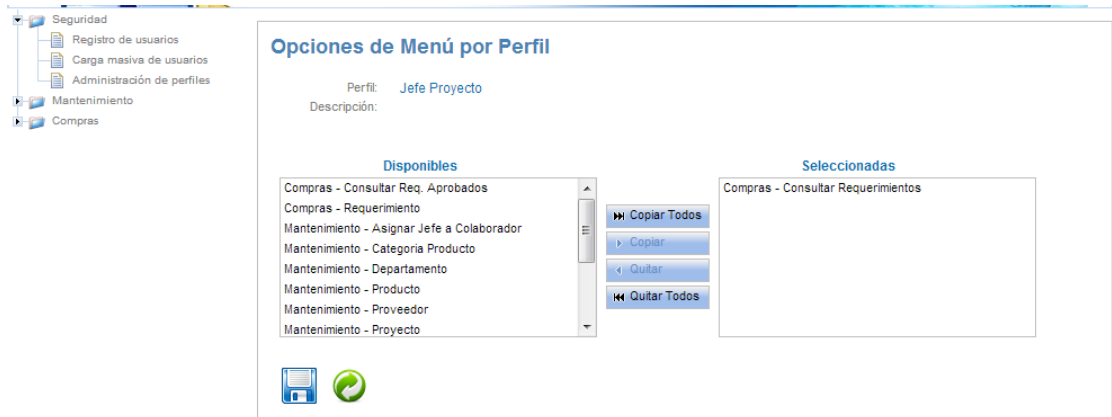 Seguridad
Registro de usuarios
Carga masiva de usuarios
Administración de perfiles
Mantenimiento
Compras
Opciones de Menú por Perfil
Perfil: Jefe Proyecto
Descripción:
Disponibles
Compras - Consultar Req. Aprobados
Compras - Requerimiento
Mantenimiento - Asignar Jefe a Colaborador
Mantenimiento - Categoria Producto
Mantenimiento - Departamento
Mantenimiento - Producto
Mantenimiento - Proveedor
Mantenimiento - Proyecto
Copiar Todos
Copiar
Quitar
Quitar Todos
Seleccionadas
Compras - Consultar Requerimientos